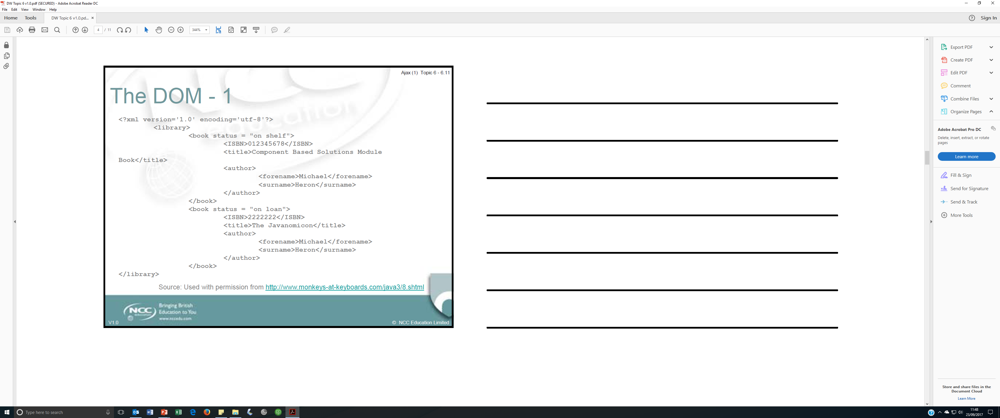 DW Topic 6 v1.0.pdf (SECURED) - Adobe Acrobat Reader DC
File Edit View Window Help
Home Tools DW Topic 6 v1.0.pd... × Sign In
4 / 11 344%
Ajax (1) Topic 6 - 6.11
The DOM - 1
<?xml version='1.0' encoding='utf-8'?>
<library>
<book status = "on shelf">
<ISBN>012345678</ISBN>
<title>Component Based Solutions Module
Book</title>
<author>
<forename>Michael</forename>
<surname>Heron</surname>
</author>
</book>
<book status = "on loan">
<ISBN>2222222</ISBN>
<title>The Javanomicon</title>
<author>
<forename>Michael</forename>
<surname>Heron</surname>
</author>
</book>
</library>
Source: Used with permission from http://www.monkeys-at-keyboards.com/java3/8.shtml
education
NCC
education
Bringing British
Education to You
www.nccedu.com
V1.0
© NCC Education Limited
Export PDF
Create PDF
Edit PDF
Comment
Combine Files
Organize Pages
Adobe Acrobat Pro DC
Delete, insert, extract, or rotate
pages
Learn more
Fill & Sign
Send for Signature
Send & Track
More Tools
Store and share files in the
Document Cloud
Learn More
Type here to search
11:48
23/09/2017